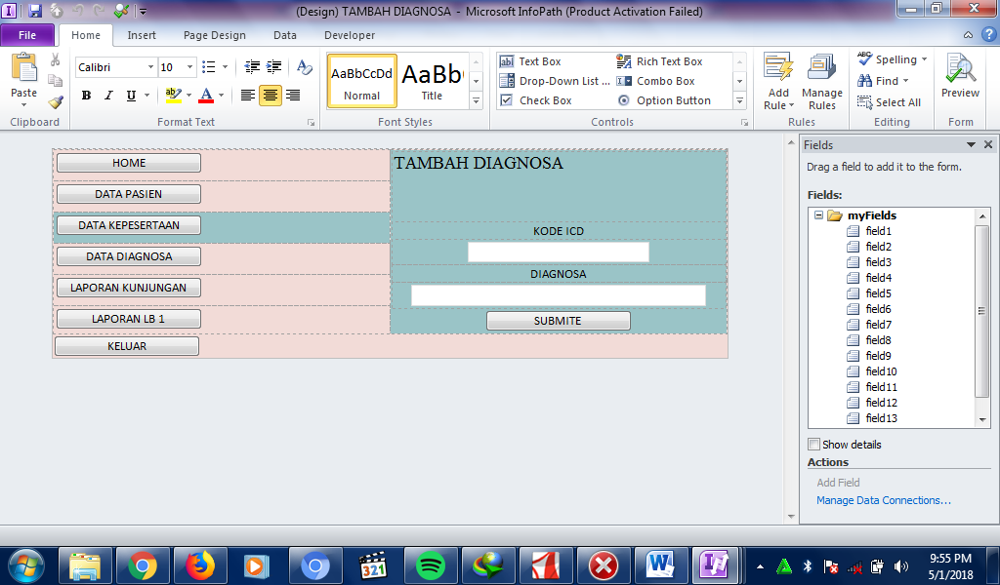 (Design) TAMBAH DIAGNOSA - Microsoft InfoPath (Product Activation Failed)
File Home Insert Page Design Data Developer
Paste
Clipboard
Calibri 10
B I U ab A
Format Text
AaBbCcDd
Normal
AaBb(
Title
Font Styles
Text Box Rich Text Box
Drop-Down List ... Combo Box
Check Box Option Button
Controls
Add Rule
Manage Rules
Rules
ABC Spelling
Find
Select All
Editing
Preview
Form
HOME
DATA PASIEN
DATA KEPESERTAAN
DATA DIAGNOSA
LAPORAN KUNJUNGAN
LAPORAN LB 1
KELUAR
TAMBAH DIAGNOSA
KODE ICD
DIAGNOSA
SUBMITE
Fields
Drag a field to add it to the form.
Fields:
myFields
field1
field2
field3
field4
field5
field6
field7
field8
field9
field10
field11
field12
field13
Show details
Actions
Add Field
Manage Data Connections...
321
9:55 PM
5/1/2018